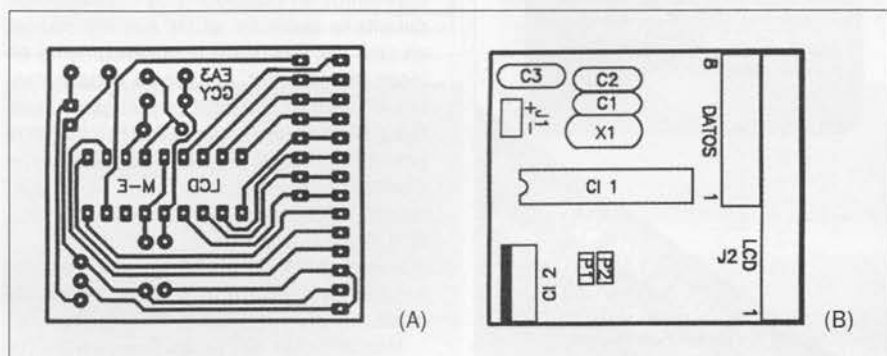 EA3
GCY
M-E
LCD
(A)
C3
C2
C1
X1
+
J1
-
8
DATOS
1
CI 1
CI 2
P1
P2
J2
LCD
1
(B)